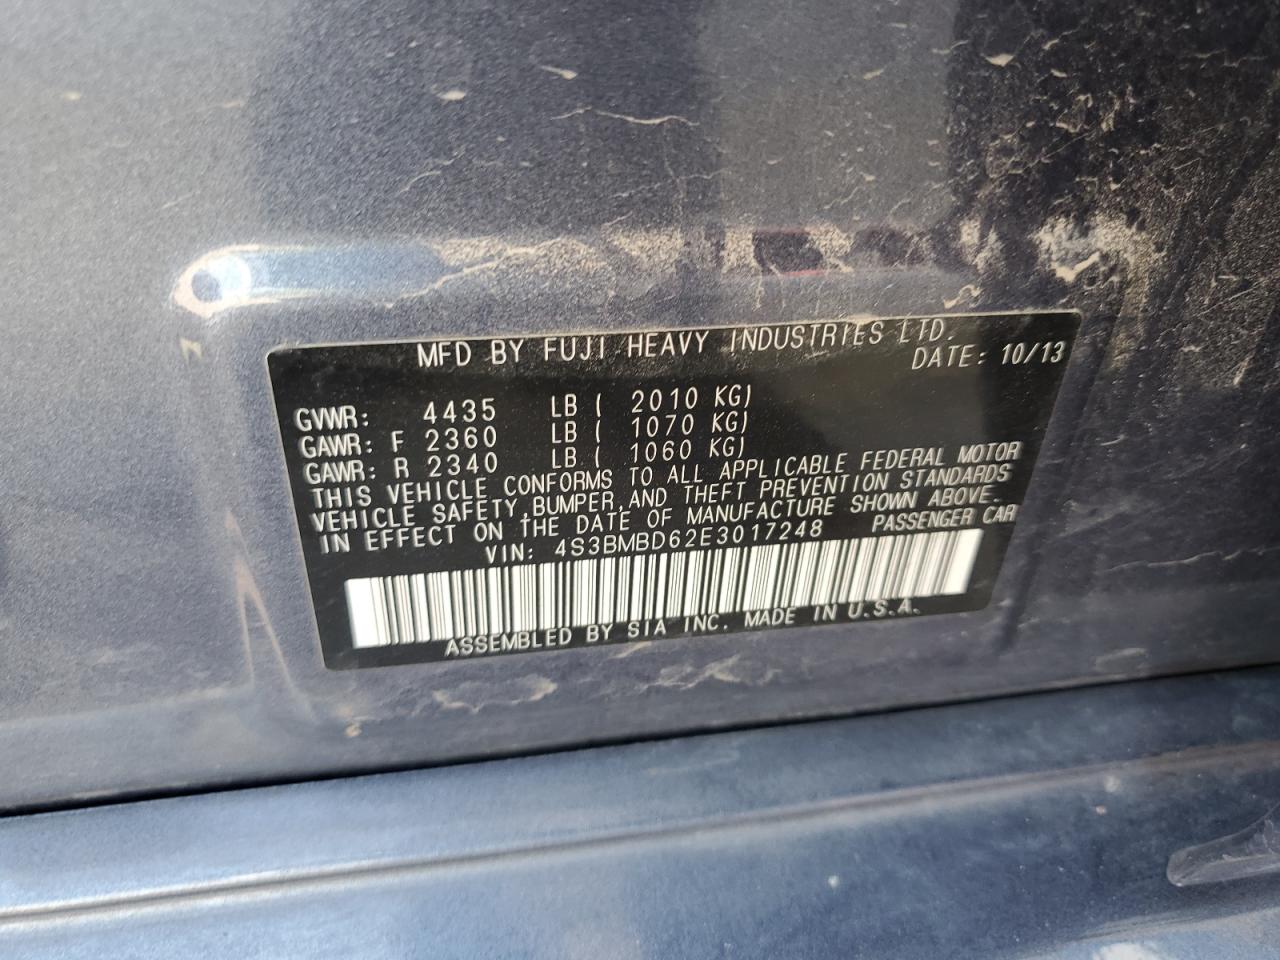 MFD BY FUJI HEAVY INDUSTRIES LTD.
DATE: 10/13
GVWR: 4435 LB ( 2010 KG)
GAWR: F 2360 LB ( 1070 KG)
GAWR: R 2340 LB ( 1060 KG)
THIS VEHICLE CONFORMS TO ALL APPLICABLE FEDERAL MOTOR
VEHICLE SAFETY, BUMPER, AND THEFT PREVENTION STANDARDS
IN EFFECT ON THE DATE OF MANUFACTURE SHOWN ABOVE.
VIN: 4S3BMBD62E3017248 PASSENGER CAR
ASSEMBLED BY SIA INC. MADE IN U.S.A.